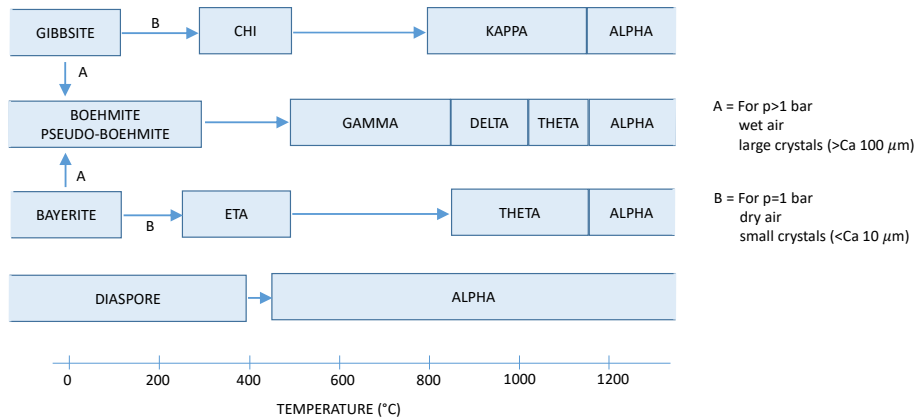 GIBBSITE
B
CHI
KAPPA
ALPHA
A
BOEHMITE
PSEUDO-BOEHMITE
GAMMA
DELTA
THETA
ALPHA
A = For p>1 bar
wet air
large crystals (>Ca 100 𝜇m)
A
BAYERITE
B
ETA
THETA
ALPHA
B = For p=1 bar
dry air
small crystals (<Ca 10 𝜇m)
DIASPORE
ALPHA
0 200 400 600 800 1000 1200
TEMPERATURE (°C)